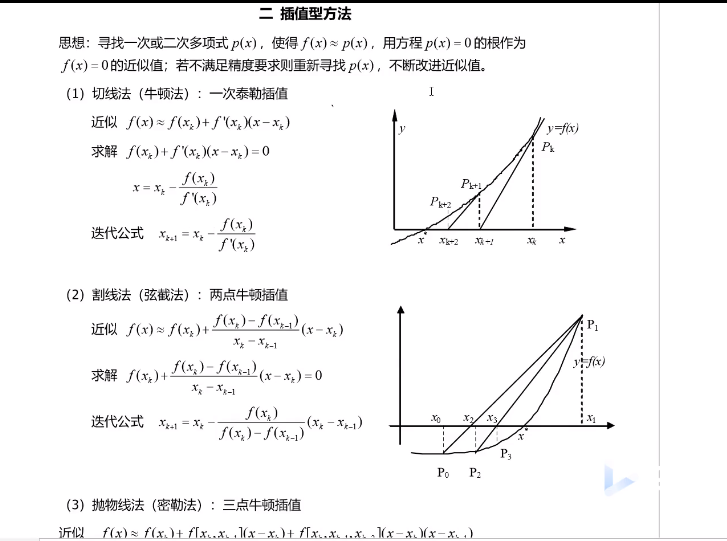 二 插值型方法
思想：寻找一次或二次多项式 p(x)，使得 f(x) ≈ p(x)，用方程 p(x) = 0 的根作为
f(x) = 0 的近似值；若不满足精度要求则重新寻找 p(x)，不断改进近似值。
（1）切线法（牛顿法）：一次泰勒插值
近似 f(x) ≈ f(x_k) + f'(x_k)(x − x_k)
求解 f(x_k) + f'(x_k)(x − x_k) = 0
x = x_k − f(x_k) / f'(x_k)
迭代公式 x_{k+1} = x_k − f(x_k) / f'(x_k)
y
y=f(x)
P_k
P_{k+1}
P_{k+2}
x* x_{k+2} x_{k+1} x_k x
（2）割线法（弦截法）：两点牛顿插值
近似 f(x) ≈ f(x_k) + (f(x_k) − f(x_{k−1})) / (x_k − x_{k−1}) (x − x_k)
求解 f(x_k) + (f(x_k) − f(x_{k−1})) / (x_k − x_{k−1}) (x − x_k) = 0
迭代公式 x_{k+1} = x_k − f(x_k) / (f(x_k) − f(x_{k−1})) (x_k − x_{k−1})
P_1
y=f(x)
x_0 x_2 x_3 x_1
x*
P_3
P_0 P_2
（3）抛物线法（密勒法）：三点牛顿插值
近似 f(x) ≈ f(x_k) + f[x_k, x_{k−1}](x − x_k) + f[x_k, x_{k−1}, x_{k−2}](x − x_k)(x − x_{k−1})